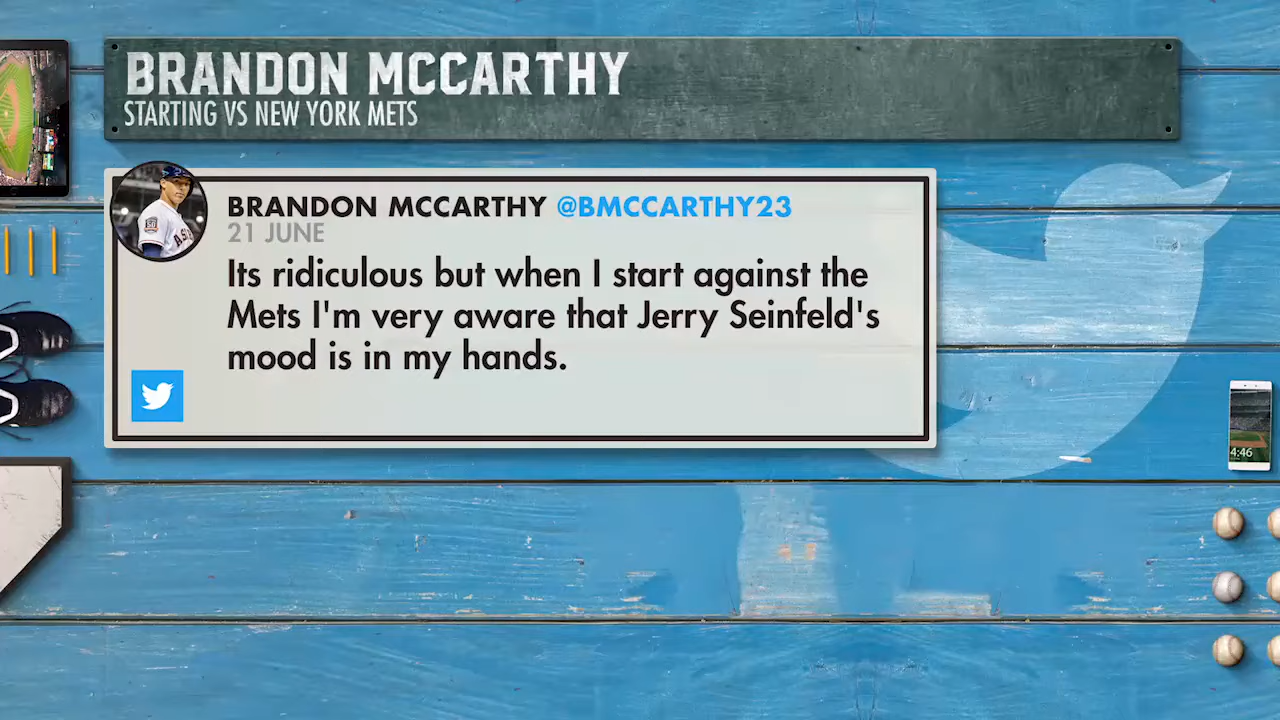 BRANDON MCCARTHY
STARTING VS NEW YORK METS
BRANDON MCCARTHY @BMCCARTHY23
21 JUNE
Its ridiculous but when I start against the
Mets I'm very aware that Jerry Seinfeld's
mood is in my hands.
4:46